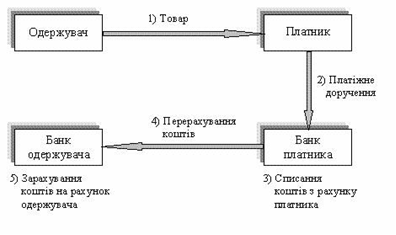 1) Товар
Одержувач
Платник
2) Платіжне
доручення
4) Перерахування
коштів
Банк
одержувача
Банк
платника
5) Зарахування
коштів на рахунок
одержувача
3) Списання
коштів з рахунку
платника